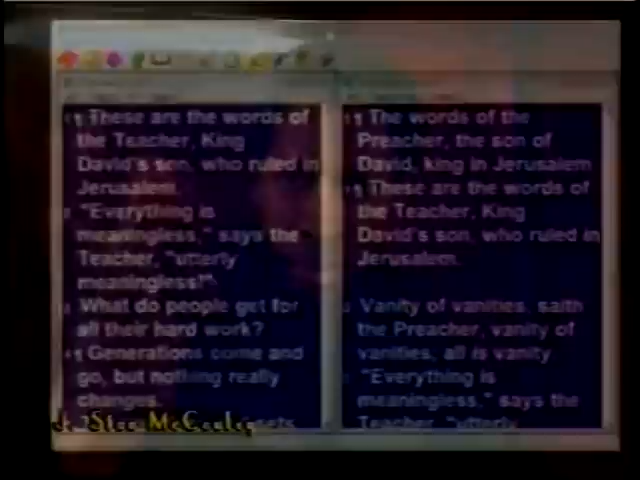 These are the words of
the Teacher, King
David's son, who ruled in
Jerusalem.
"Everything is
meaningless," says the
Teacher, "utterly
meaningless!"
What do people get for
all their hard work?
Generations come and
go, but nothing really
changes.
The words of the
Preacher, the son of
David, king in Jerusalem
These are the words of
the Teacher, King
David's son, who ruled in
Jerusalem.
Vanity of vanities, saith
the Preacher, vanity of
vanities, all is vanity
"Everything is
meaningless," says the
Teacher, "utterly